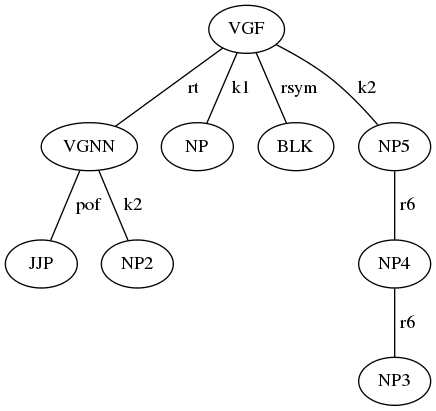 VGF
rt k1 rsym k2
VGNN NP BLK NP5
pof k2 r6
JJP NP2 NP4
r6
NP3